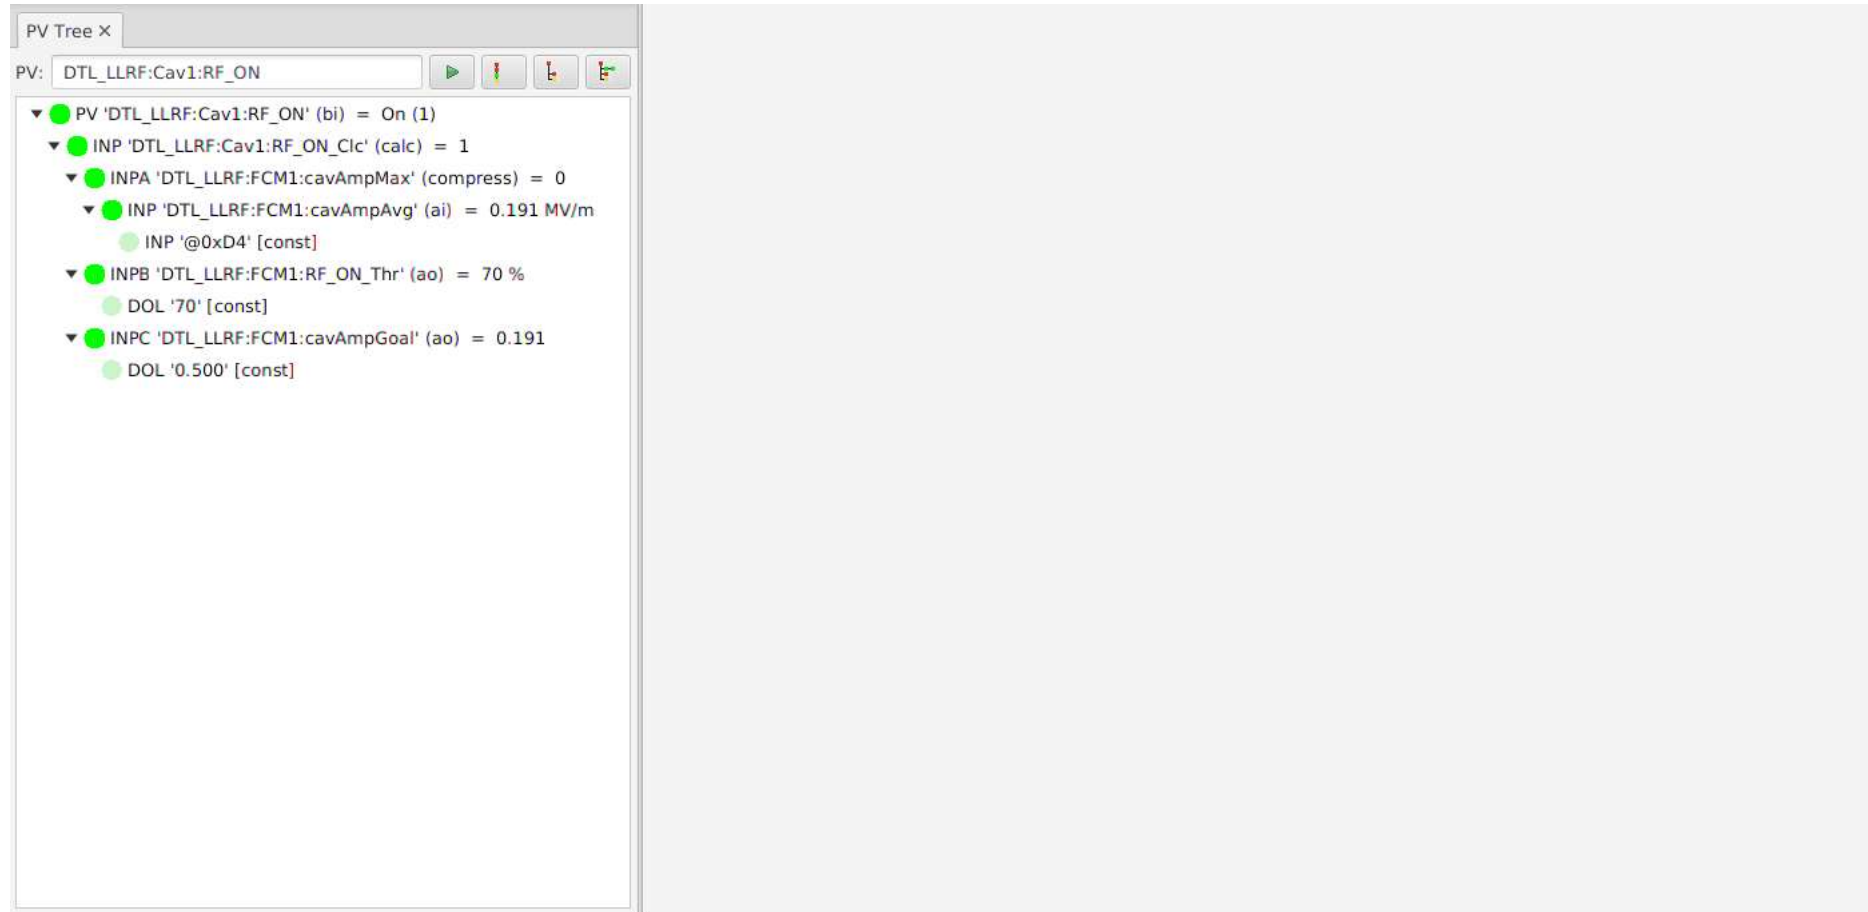 PV Tree ×
PV: DTL_LLRF:Cav1:RF_ON
PV 'DTL_LLRF:Cav1:RF_ON' (bi) = On (1)
INP 'DTL_LLRF:Cav1:RF_ON_Clc' (calc) = 1
INPA 'DTL_LLRF:FCM1:cavAmpMax' (compress) = 0
INP 'DTL_LLRF:FCM1:cavAmpAvg' (ai) = 0.191 MV/m
INP '@0xD4' [const]
INPB 'DTL_LLRF:FCM1:RF_ON_Thr' (ao) = 70 %
DOL '70' [const]
INPC 'DTL_LLRF:FCM1:cavAmpGoal' (ao) = 0.191
DOL '0.500' [const]